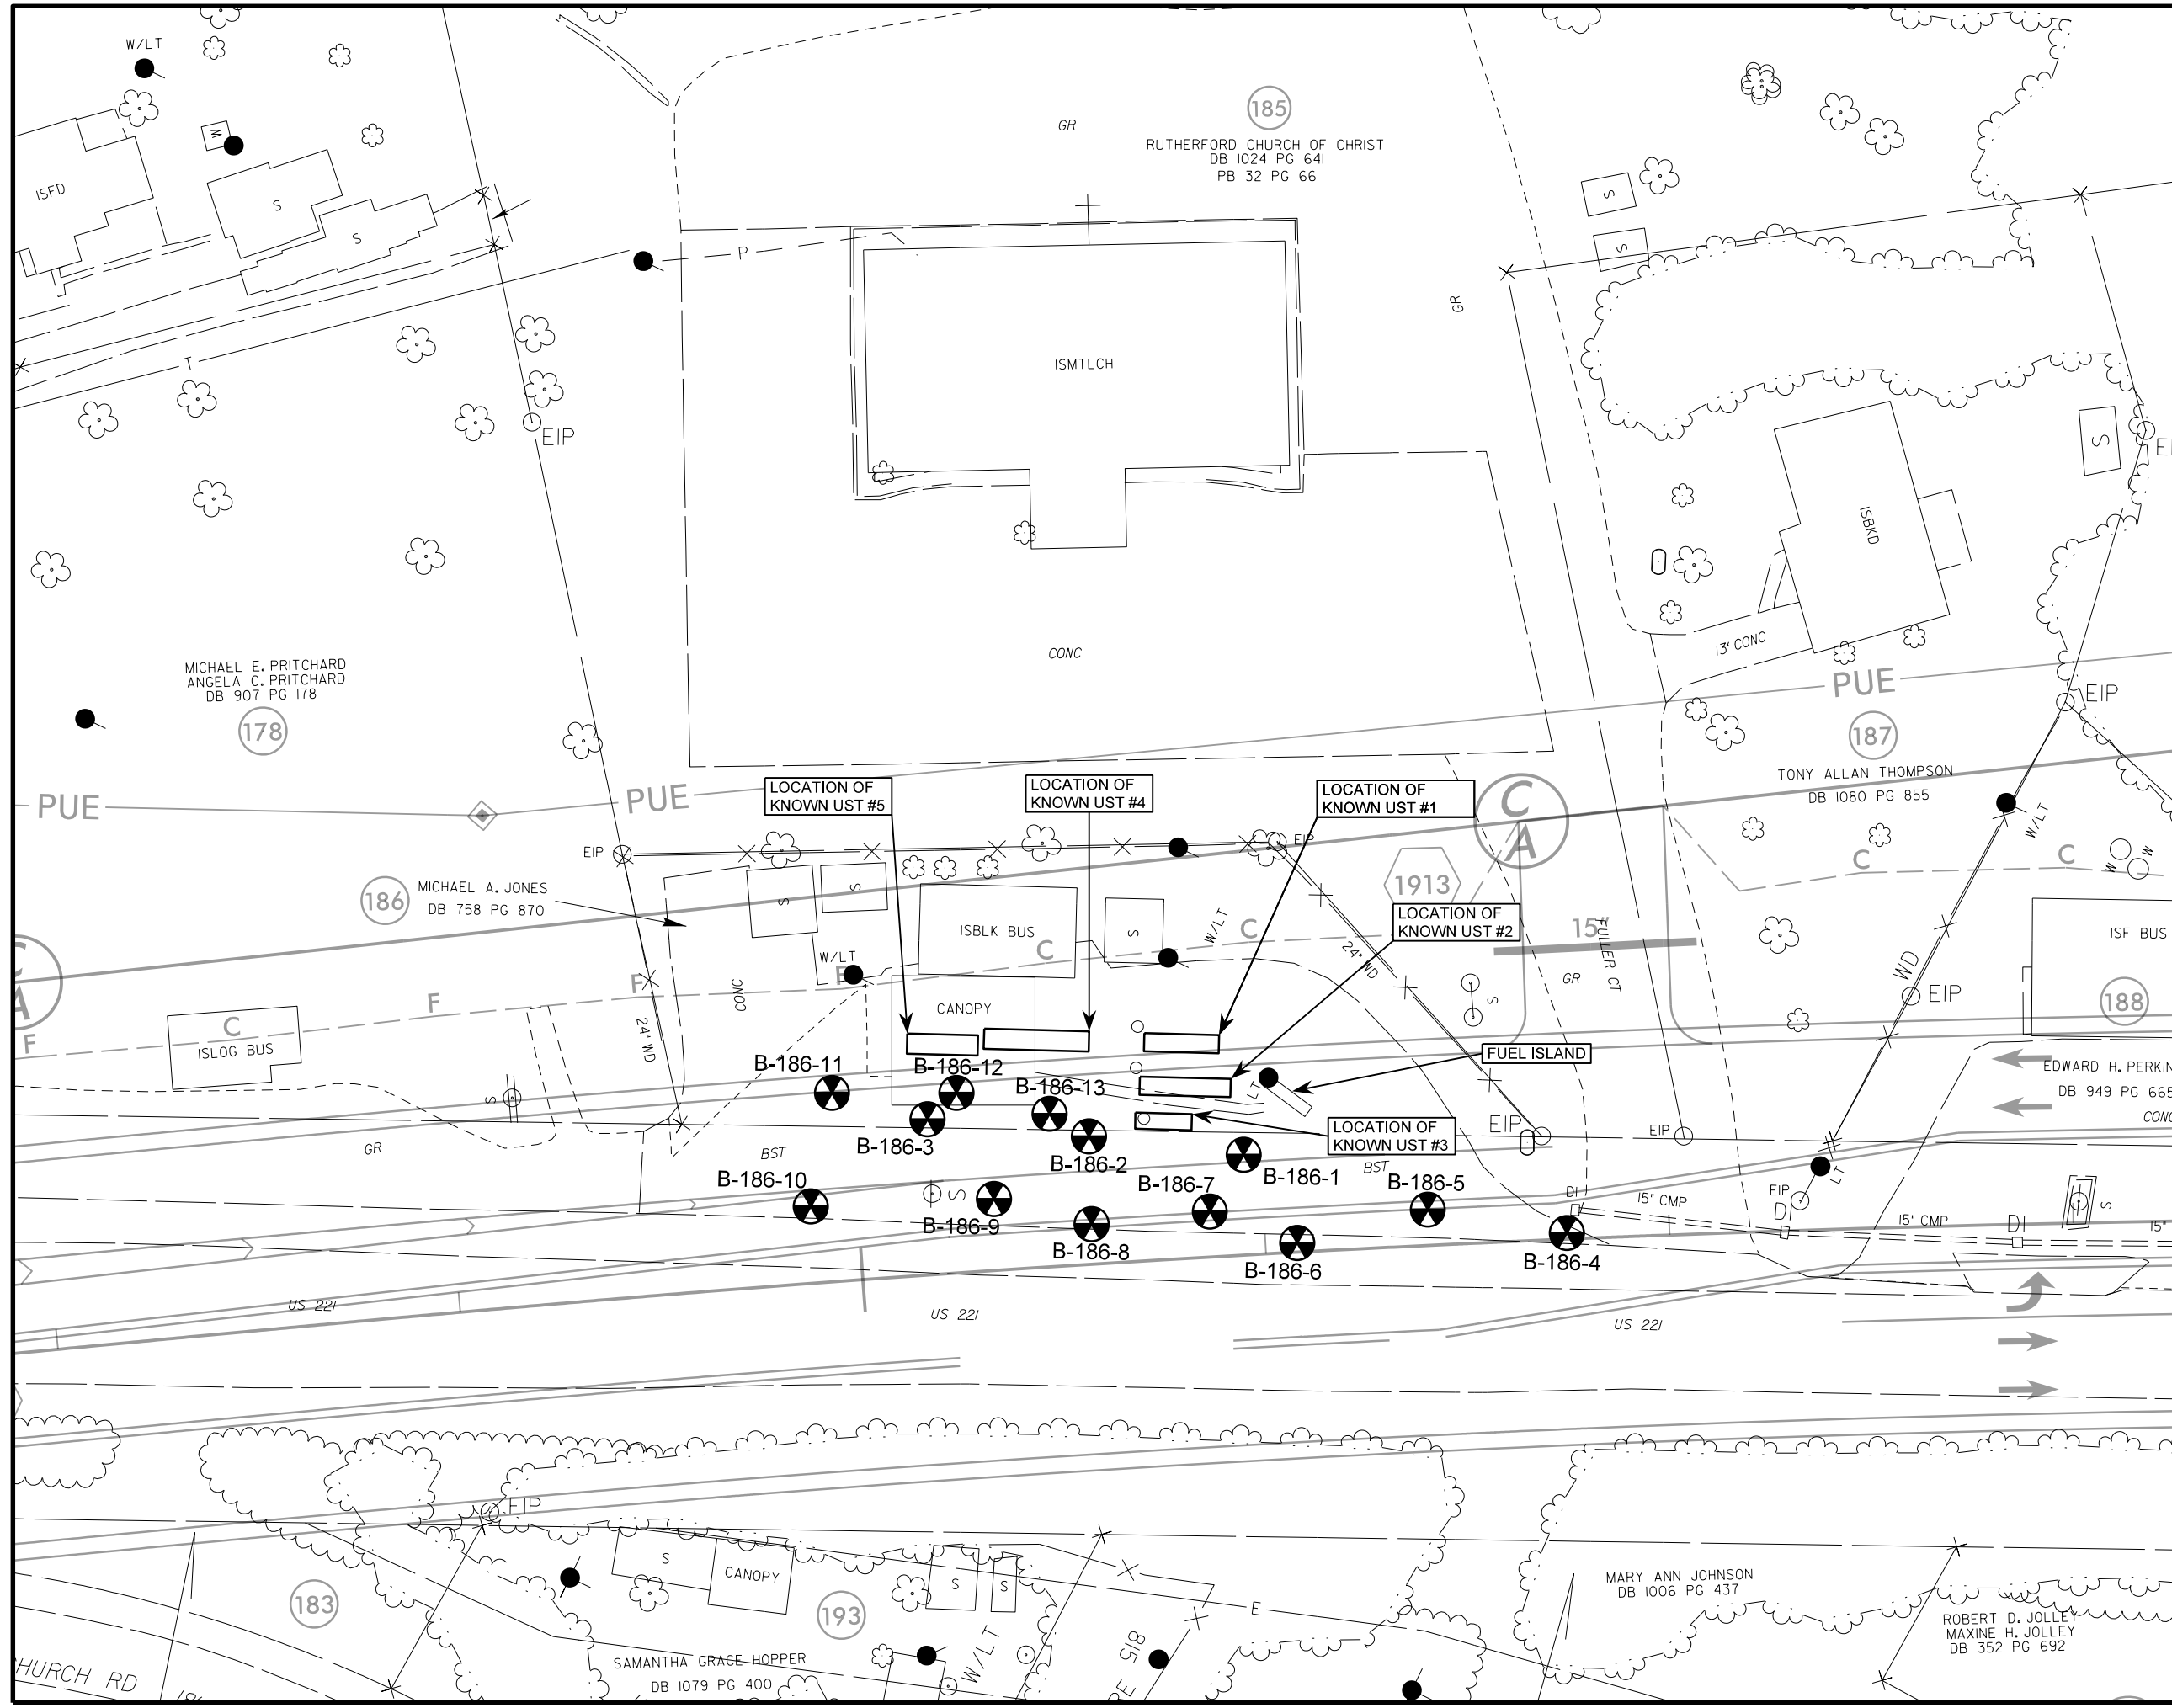 W/LT
M
ISFD
S
S
T
P
GR
185
RUTHERFORD CHURCH OF CHRIST
DB 1024 PG 641
PB 32 PG 66
GR
S
S
ISMTLCH
EIP
S
ISBKD
13' CONC
CONC
MICHAEL E. PRITCHARD
ANGELA C. PRITCHARD
DB 907 PG 178
178
PUE
PUE
PUE
EIP
187
TONY ALLAN THOMPSON
DB 1080 PG 855
W/LT
LOCATION OF
KNOWN UST #5
LOCATION OF
KNOWN UST #4
LOCATION OF
KNOWN UST #1
C
A
EIP
EIP
186
MICHAEL A. JONES
DB 758 PG 870
S
S
1913
C
C
W
W
LOCATION OF
KNOWN UST #2
ISBLK BUS
S
W/LT
C
C
24" WD
15"
FULLER CT
GR
ISF BUS
WD
EIP
188
W/LT
F
F
F
F
A
CONC
CANOPY
S
C
ISLOG BUS
24" WD
FUEL ISLAND
EDWARD H. PERKIN
DB 949 PG 665
CONC
B-186-11
B-186-12
B-186-13
LT
S
LOCATION OF
KNOWN UST #3
EIP
EIP
GR
BST
B-186-3
B-186-2
B-186-1
BST
B-186-10
B-186-7
B-186-5
S
B-186-9
B-186-8
B-186-6
B-186-4
DI
15" CMP
EIP
DI
LT
15" CMP
DI
S
15"
US 221
US 221
US 221
EIP
S
CANOPY
S
S
183
193
E
MARY ANN JOHNSON
DB 1006 PG 437
ROBERT D. JOLLEY
MAXINE H. JOLLEY
DB 352 PG 692
SAMANTHA GRACE HOPPER
DB 1079 PG 400
W/LT
815
HURCH RD